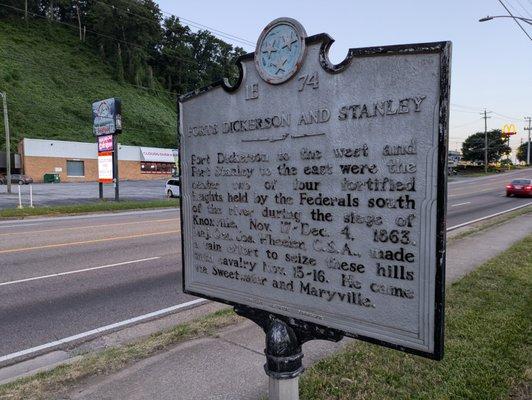 1E 74
FORTS DICKERSON AND STANLEY
Fort Dickerson to the west and
Fort Stanley to the east were the
center two of four fortified
heights held by the Federals south
of the river during the siege of
Knoxville, Nov. 17-Dec. 4, 1863.
Maj. Gen. Jos. Wheeler, C.S.A., made
a vain effort to seize these hills
with cavalry Nov. 15-16. He came
via Sweetwater and Maryville.